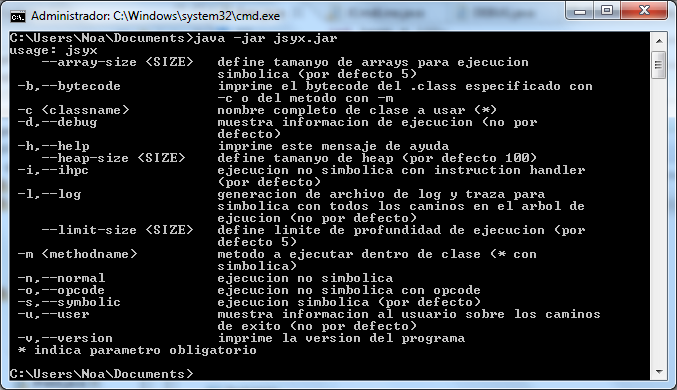 Administrador: C:\Windows\system32\cmd.exe
C:\Users\Noa\Documents>java -jar jsyx.jar
usage: jsyx
--array-size <SIZE> define tamanyo de arrays para ejecucion
simbolica (por defecto 5)
-b,--bytecode imprime el bytecode del .class especificado con
-c o del metodo con -m
-c <classname> nombre completo de clase a usar (*)
-d,--debug muestra informacion de ejecucion (no por
defecto)
-h,--help imprime este mensaje de ayuda
--heap-size <SIZE> define tamanyo de heap (por defecto 100)
-i,--ihpc ejecucion no simbolica con instruction handler
(por defecto)
-l,--log generacion de archivo de log y traza para
simbolica con todos los caminos en el arbol de
ejcucion (no por defecto)
--limit-size <SIZE> define limite de profundidad de ejecucion (por
defecto 5)
-m <methodname> metodo a ejecutar dentro de clase (* con
simbolica)
-n,--normal ejecucion no simbolica
-o,--opcode ejecucion no simbolica con opcode
-s,--symbolic ejecucion simbolica (por defecto)
-u,--user muestra informacion al usuario sobre los caminos
de exito (no por defecto)
-v,--version imprime la version del programa
* indica parametro obligatorio
C:\Users\Noa\Documents>